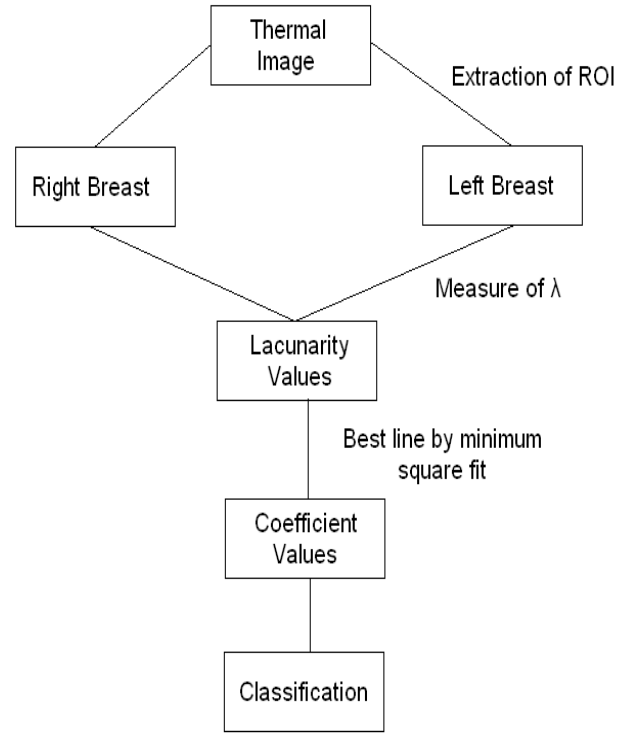 Thermal
Image
Extraction of ROI
Right Breast
Left Breast
Measure of λ
Lacunarity
Values
Best line by minimum
square fit
Coefficient
Values
Classification